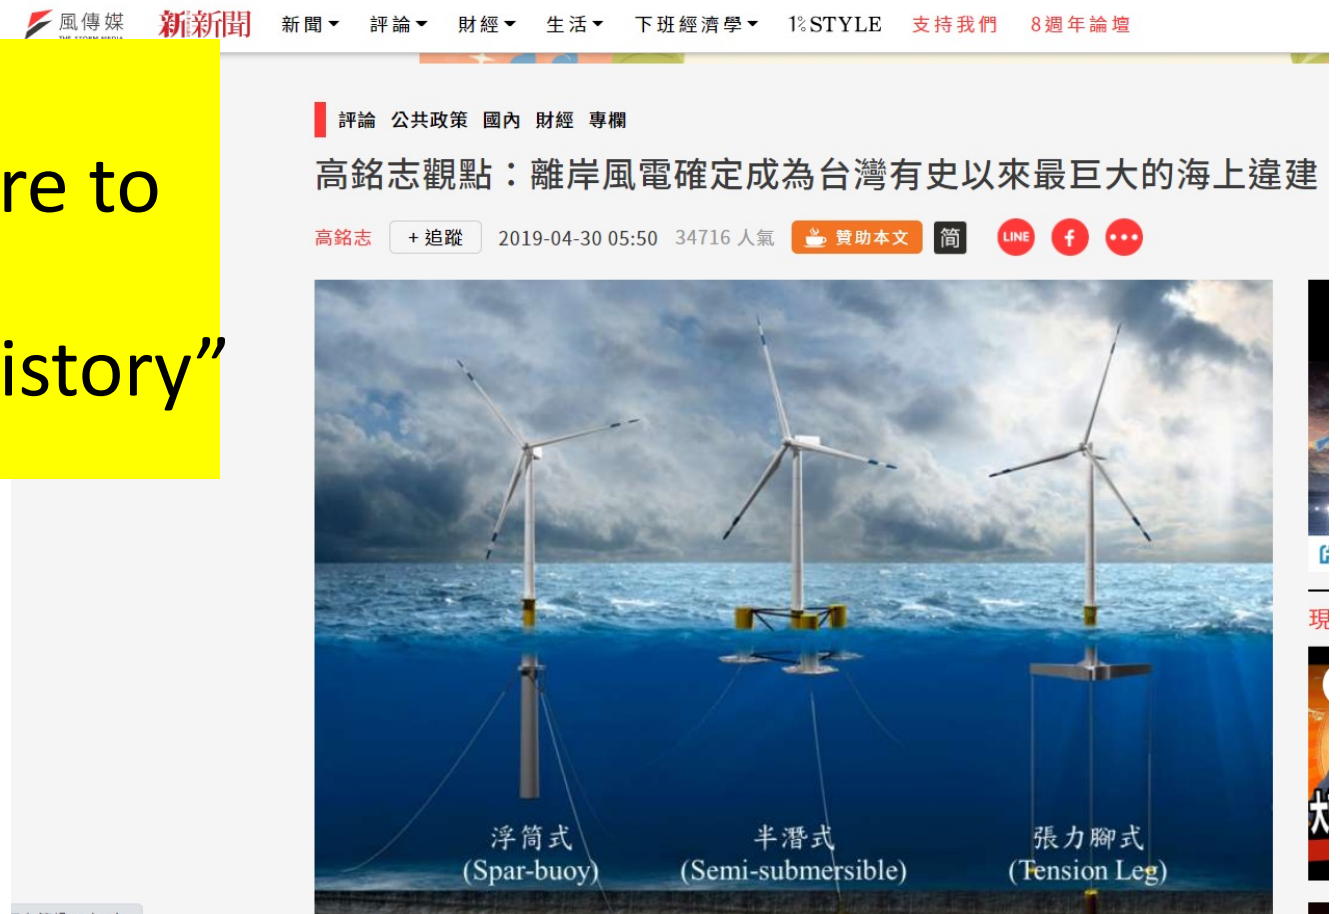 風傳媒 新新聞 新聞 評論 財經 生活 下班經濟學 1%STYLE 支持我們 8週年論壇
THE STORM MEDIA
re to
istory”
評論 公共政策 國內 財經 專欄
高銘志觀點：離岸風電確定成為台灣有史以來最巨大的海上違建
高銘志 + 追蹤 2019-04-30 05:50 34716 人氣 贊助本文 简 LINE f
浮筒式 半潛式 張力腳式
(Spar-buoy) (Semi-submersible) (Tension Leg)
現
大